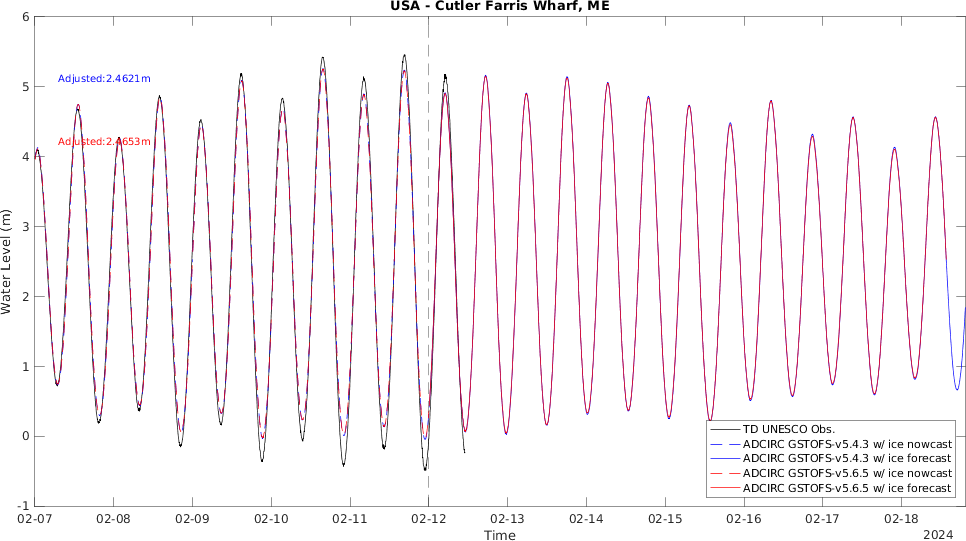 USA - Cutler Farris Wharf, ME
6
5
4
3
2
1
0
-1
Water Level (m)
Adjusted:2.4621m
Adjusted:2.4653m
TD UNESCO Obs.
ADCIRC GSTOFS-v5.4.3 w/ ice nowcast
ADCIRC GSTOFS-v5.4.3 w/ ice forecast
ADCIRC GSTOFS-v5.6.5 w/ ice nowcast
ADCIRC GSTOFS-v5.6.5 w/ ice forecast
02-07 02-08 02-09 02-10 02-11 02-12 02-13 02-14 02-15 02-16 02-17 02-18
Time
2024